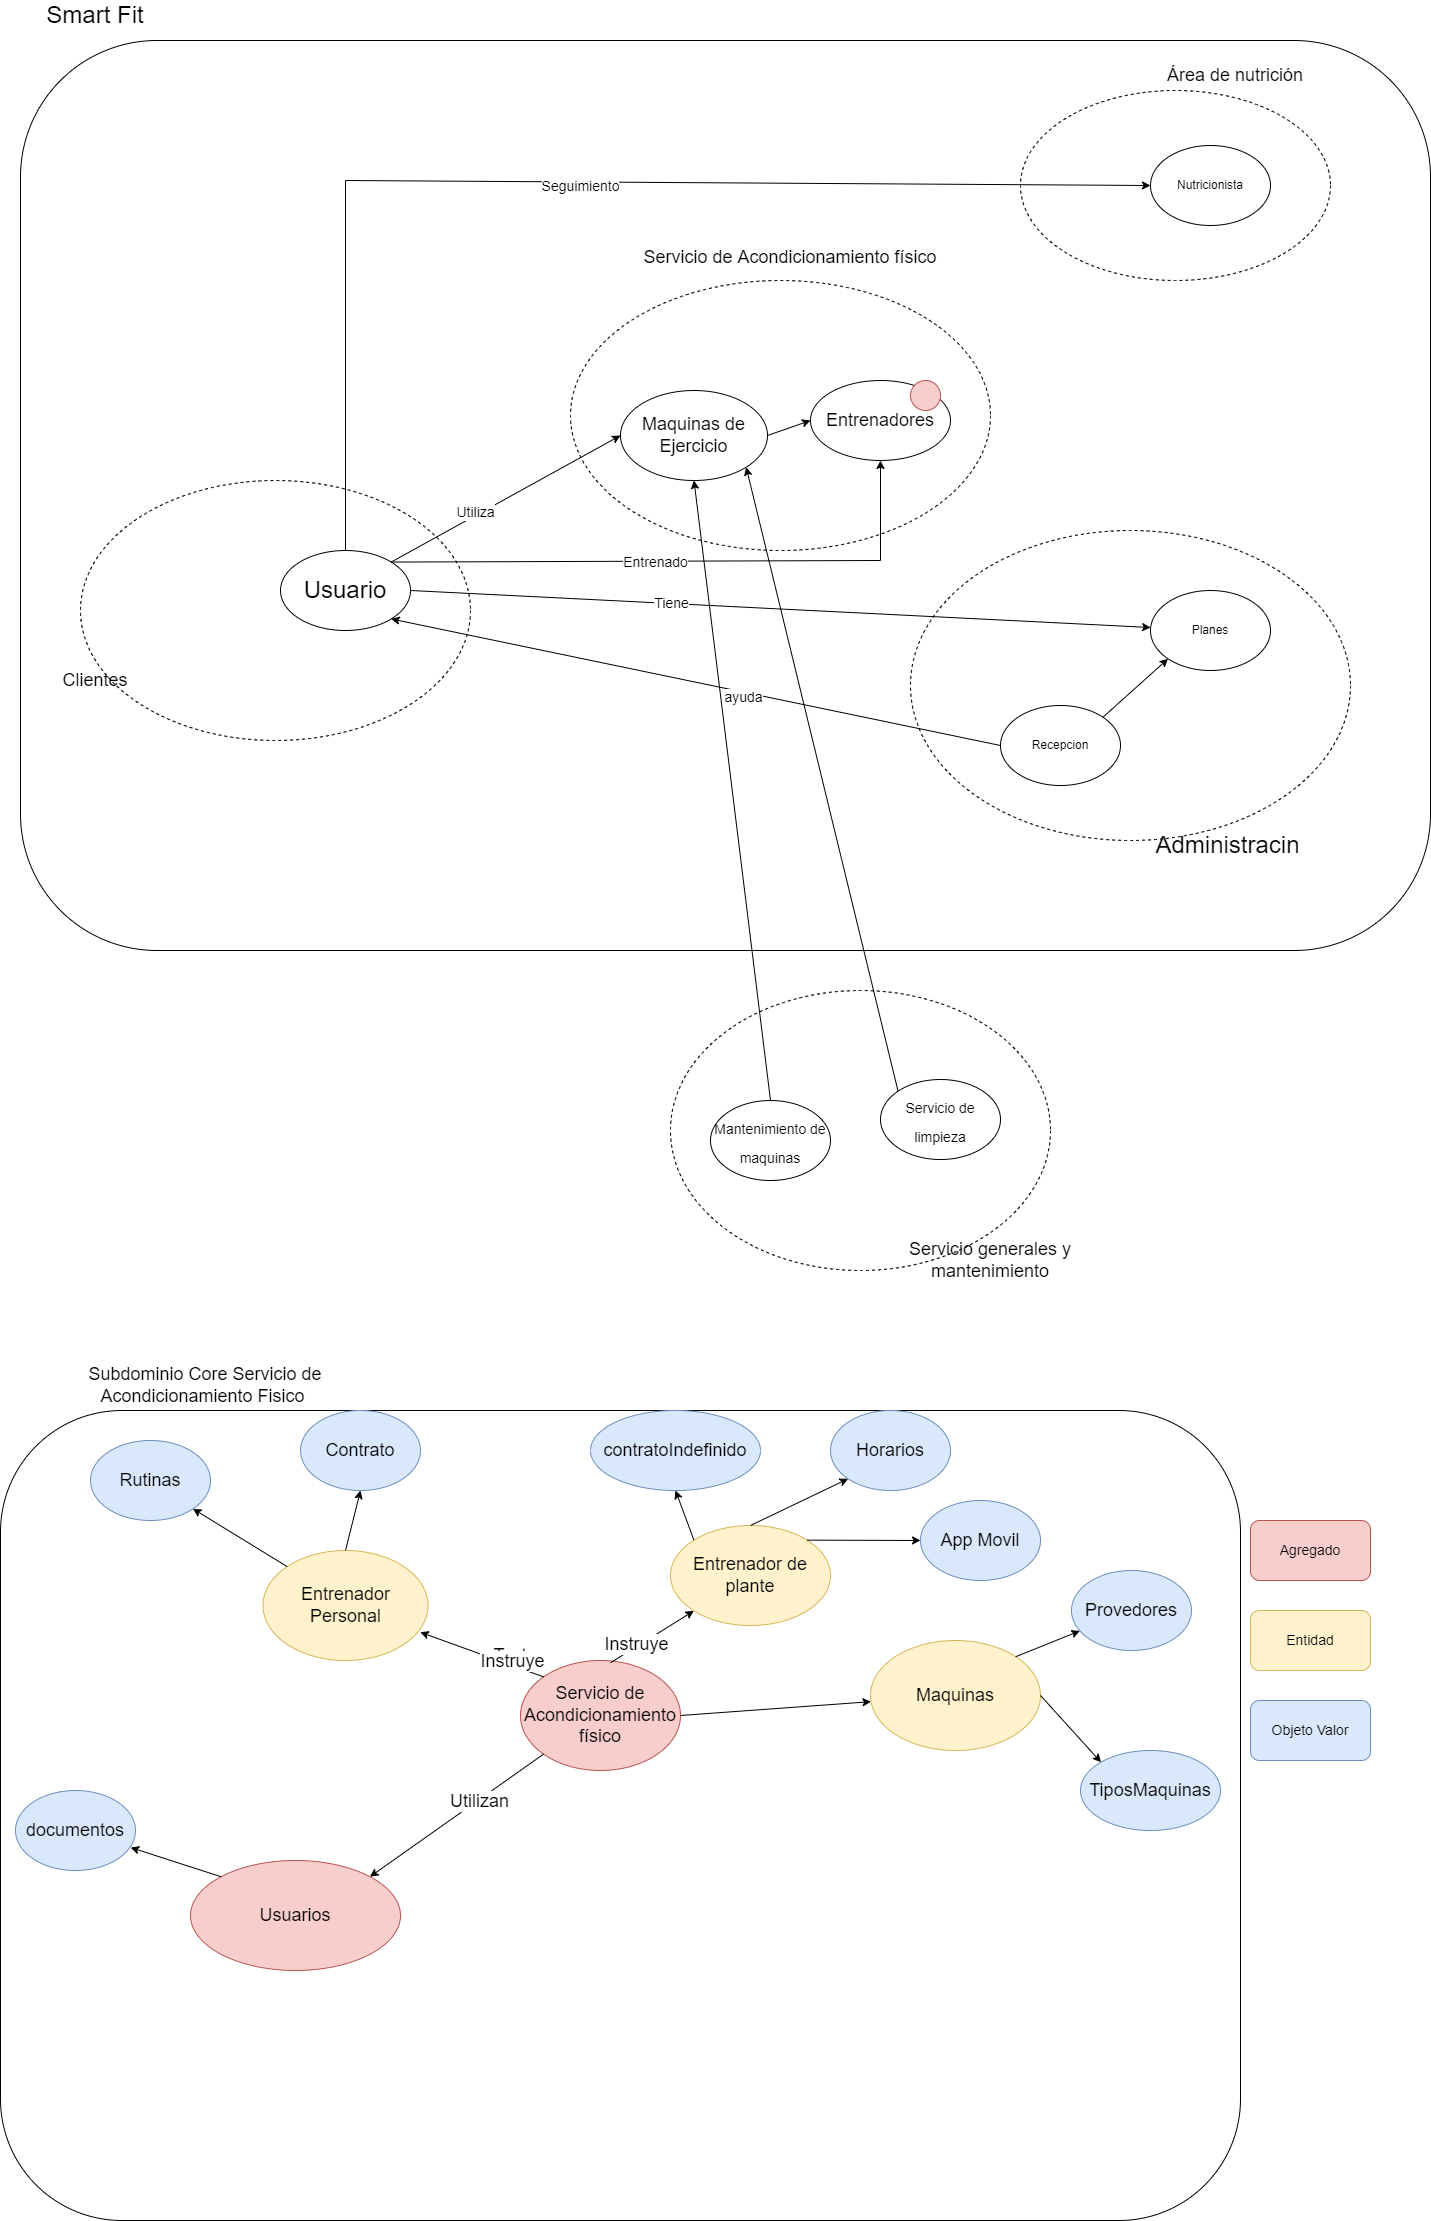 Smart Fit
Área de nutrición
Nutricionista
Seguimiento
Servicio de Acondicionamiento físico
Maquinas de
Ejercicio
Entrenadores
Utiliza
Entrenado
Usuario
Tiene
Planes
Clientes
ayuda
Recepcion
Administracin
Mantenimiento de
maquinas
Servicio de
limpieza
Servicio generales y
mantenimiento
Subdominio Core Servicio de
Acondicionamiento Fisico
Rutinas
Contrato
contratoIndefinido
Horarios
App Movil
Entrenador
Personal
Entrenador de
plante
Provedores
Instruye
Instruye
Servicio de
Acondicionamiento
físico
Maquinas
TiposMaquinas
Utilizan
documentos
Usuarios
Agregado
Entidad
Objeto Valor